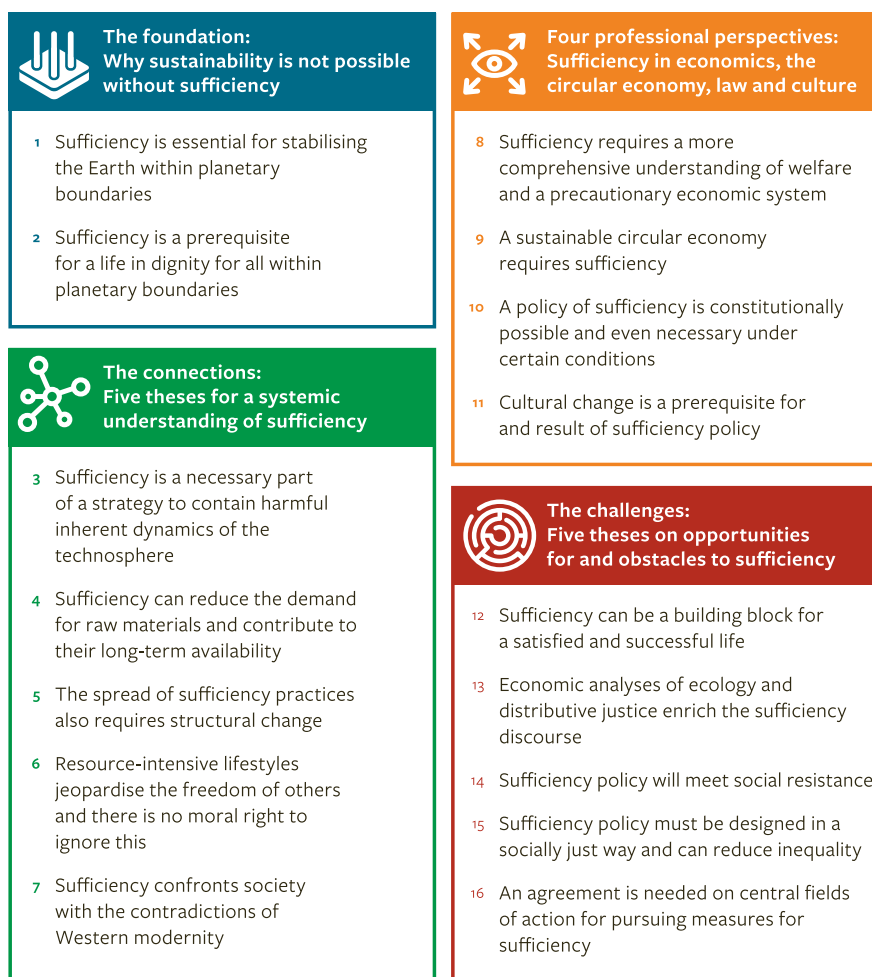 The foundation:
Why sustainability is not possible
without sufficiency
1 Sufficiency is essential for stabilising
the Earth within planetary
boundaries
2 Sufficiency is a prerequisite
for a life in dignity for all within
planetary boundaries
The connections:
Five theses for a systemic
understanding of sufficiency
3 Sufficiency is a necessary part
of a strategy to contain harmful
inherent dynamics of the
technosphere
4 Sufficiency can reduce the demand
for raw materials and contribute to
their long-term availability
5 The spread of sufficiency practices
also requires structural change
6 Resource-intensive lifestyles
jeopardise the freedom of others
and there is no moral right to
ignore this
7 Sufficiency confronts society
with the contradictions of
Western modernity
Four professional perspectives:
Sufficiency in economics, the
circular economy, law and culture
8 Sufficiency requires a more
comprehensive understanding of welfare
and a precautionary economic system
9 A sustainable circular economy
requires sufficiency
10 A policy of sufficiency is constitutionally
possible and even necessary under
certain conditions
11 Cultural change is a prerequisite for
and result of sufficiency policy
The challenges:
Five theses on opportunities
for and obstacles to sufficiency
12 Sufficiency can be a building block for
a satisfied and successful life
13 Economic analyses of ecology and
distributive justice enrich the sufficiency
discourse
14 Sufficiency policy will meet social resistance
15 Sufficiency policy must be designed in a
socially just way and can reduce inequality
16 An agreement is needed on central fields
of action for pursuing measures for
sufficiency